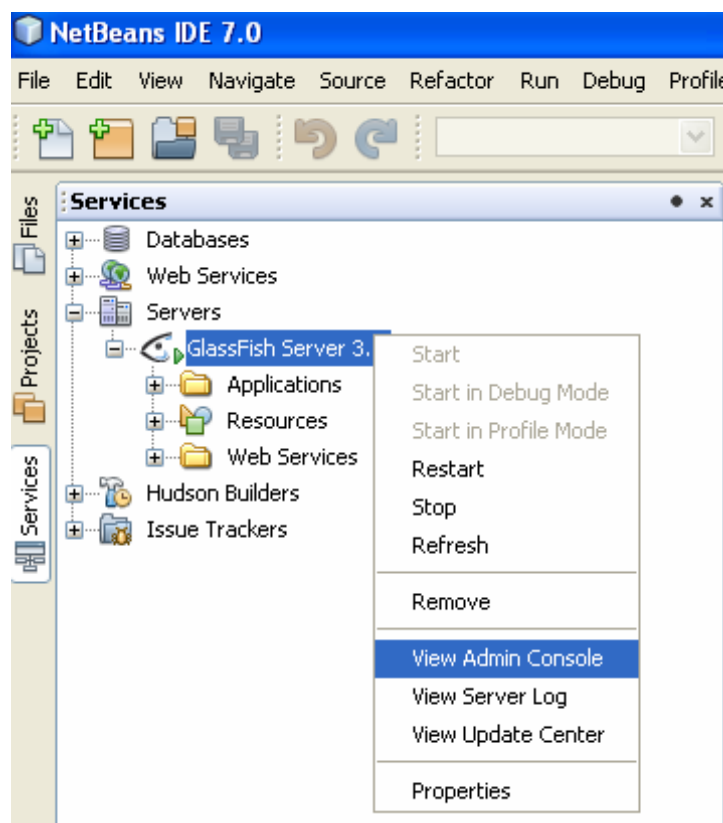 NetBeans IDE 7.0
File Edit View Navigate Source Refactor Run Debug Profile
Files
Projects
Services
Services
Databases
Web Services
Servers
GlassFish Server 3.
Applications
Resources
Web Services
Hudson Builders
Issue Trackers
Start
Start in Debug Mode
Start in Profile Mode
Restart
Stop
Refresh
Remove
View Admin Console
View Server Log
View Update Center
Properties